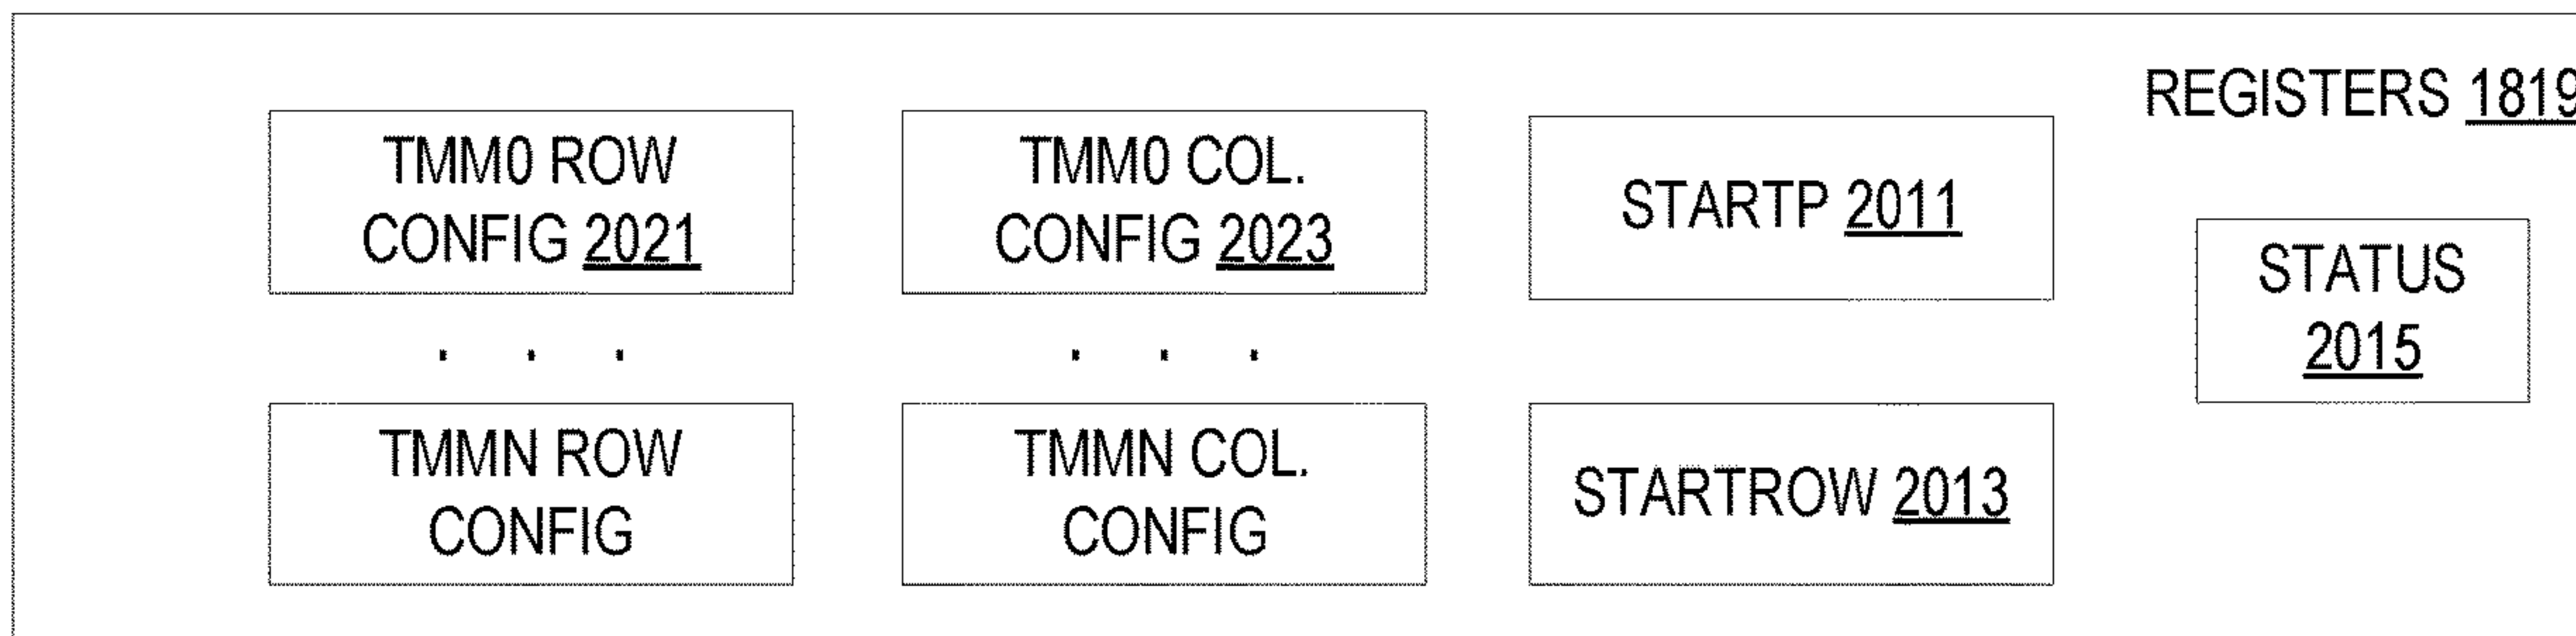 REGISTERS 1819
TMM0 ROW
CONFIG 2021
TMM0 COL.
CONFIG 2023
STARTP 2011
STATUS
2015
. . .
. . .
TMMN ROW
CONFIG
TMMN COL.
CONFIG
STARTROW 2013